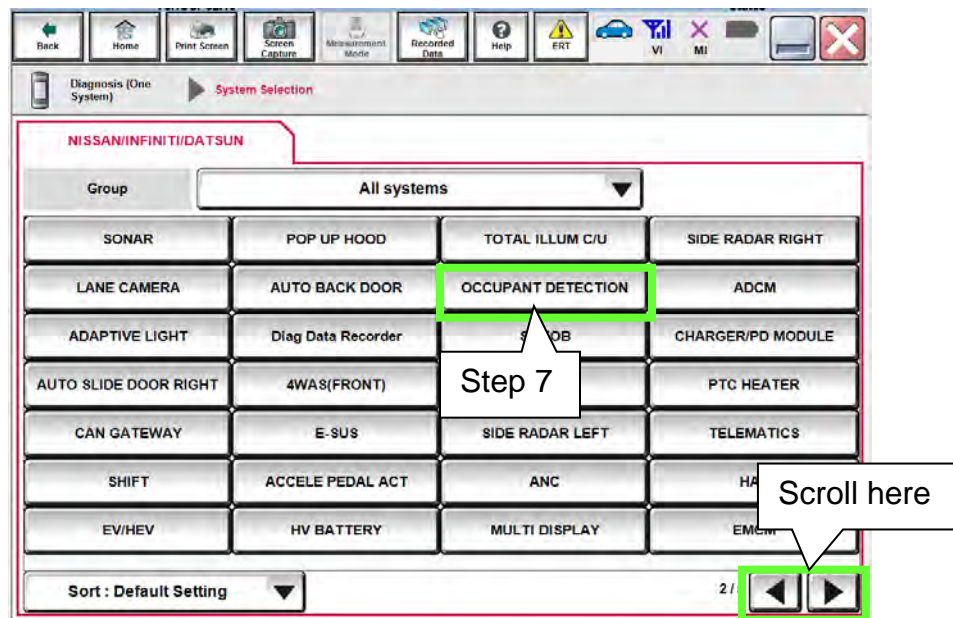 Back
Home
Print Screen
Screen
Capture
Measurement
Mode
Recorded
Data
Help
ERT
VI
MI
Diagnosis (One
System)
System Selection
NISSAN/INFINITI/DATSUN
Group
All systems
SONAR
POP UP HOOD
TOTAL ILLUM C/U
SIDE RADAR RIGHT
LANE CAMERA
AUTO BACK DOOR
OCCUPANT DETECTION
ADCM
ADAPTIVE LIGHT
Diag Data Recorder
CHARGER/PD MODULE
Step 7
AUTO SLIDE DOOR RIGHT
4WAS(FRONT)
PTC HEATER
CAN GATEWAY
E-SUS
SIDE RADAR LEFT
TELEMATICS
SHIFT
ACCELE PEDAL ACT
ANC
Scroll here
EV/HEV
HV BATTERY
MULTI DISPLAY
Sort : Default Setting
2/